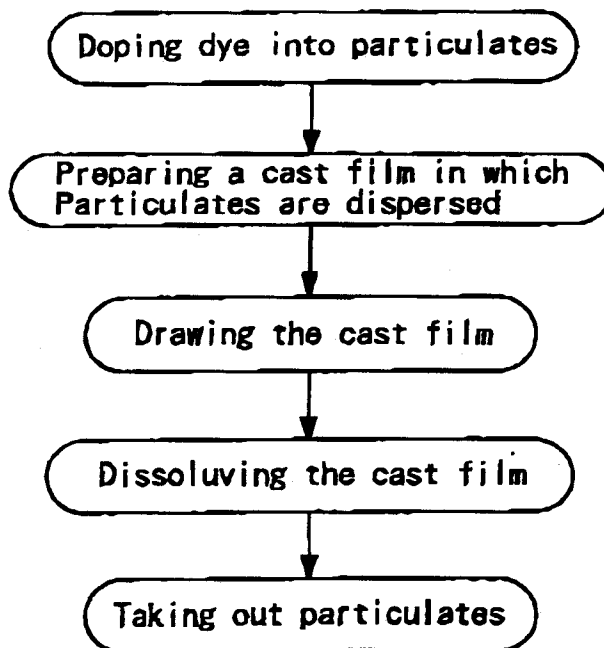 Doping dye into particulates
Preparing a cast film in which
Particulates are dispersed
Drawing the cast film
Dissoluving the cast film
Taking out particulates